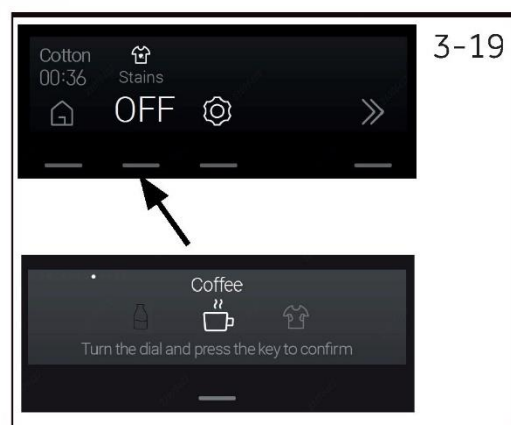 3-19
Cotton
00:36
Stains
OFF
Coffee
Turn the dial and press the key to confirm